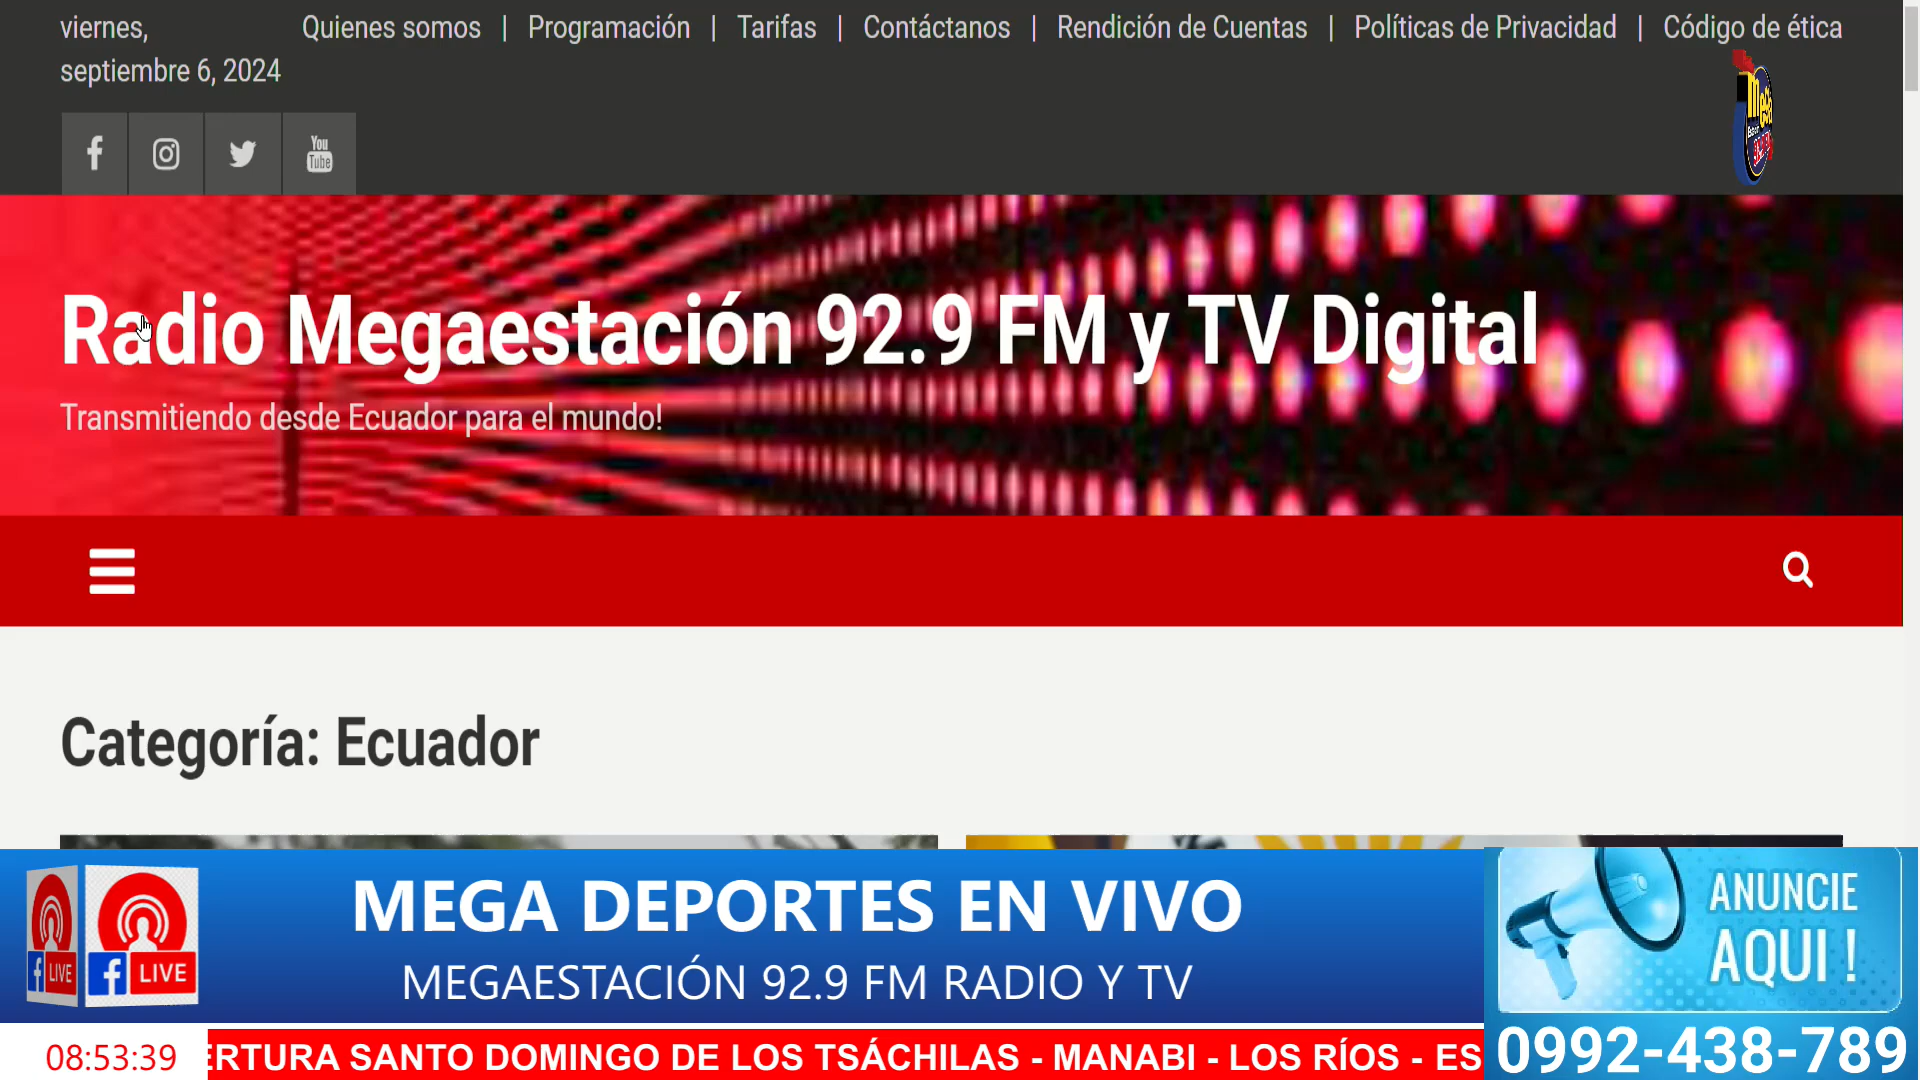 viernes,
septiembre 6, 2024
Quienes somos | Programación | Tarifas | Contáctanos | Rendición de Cuentas | Políticas de Privacidad | Código de ética
You
Tube
Radio Megaestación 92.9 FM y TV Digital
Transmitiendo desde Ecuador para el mundo!
Categoría: Ecuador
LIVE
LIVE
MEGA DEPORTES EN VIVO
MEGAESTACIÓN 92.9 FM RADIO Y TV
ANUNCIE
AQUI !
08:53:39
ERTURA SANTO DOMINGO DE LOS TSÁCHILAS - MANABI - LOS RÍOS - ES
0992-438-789